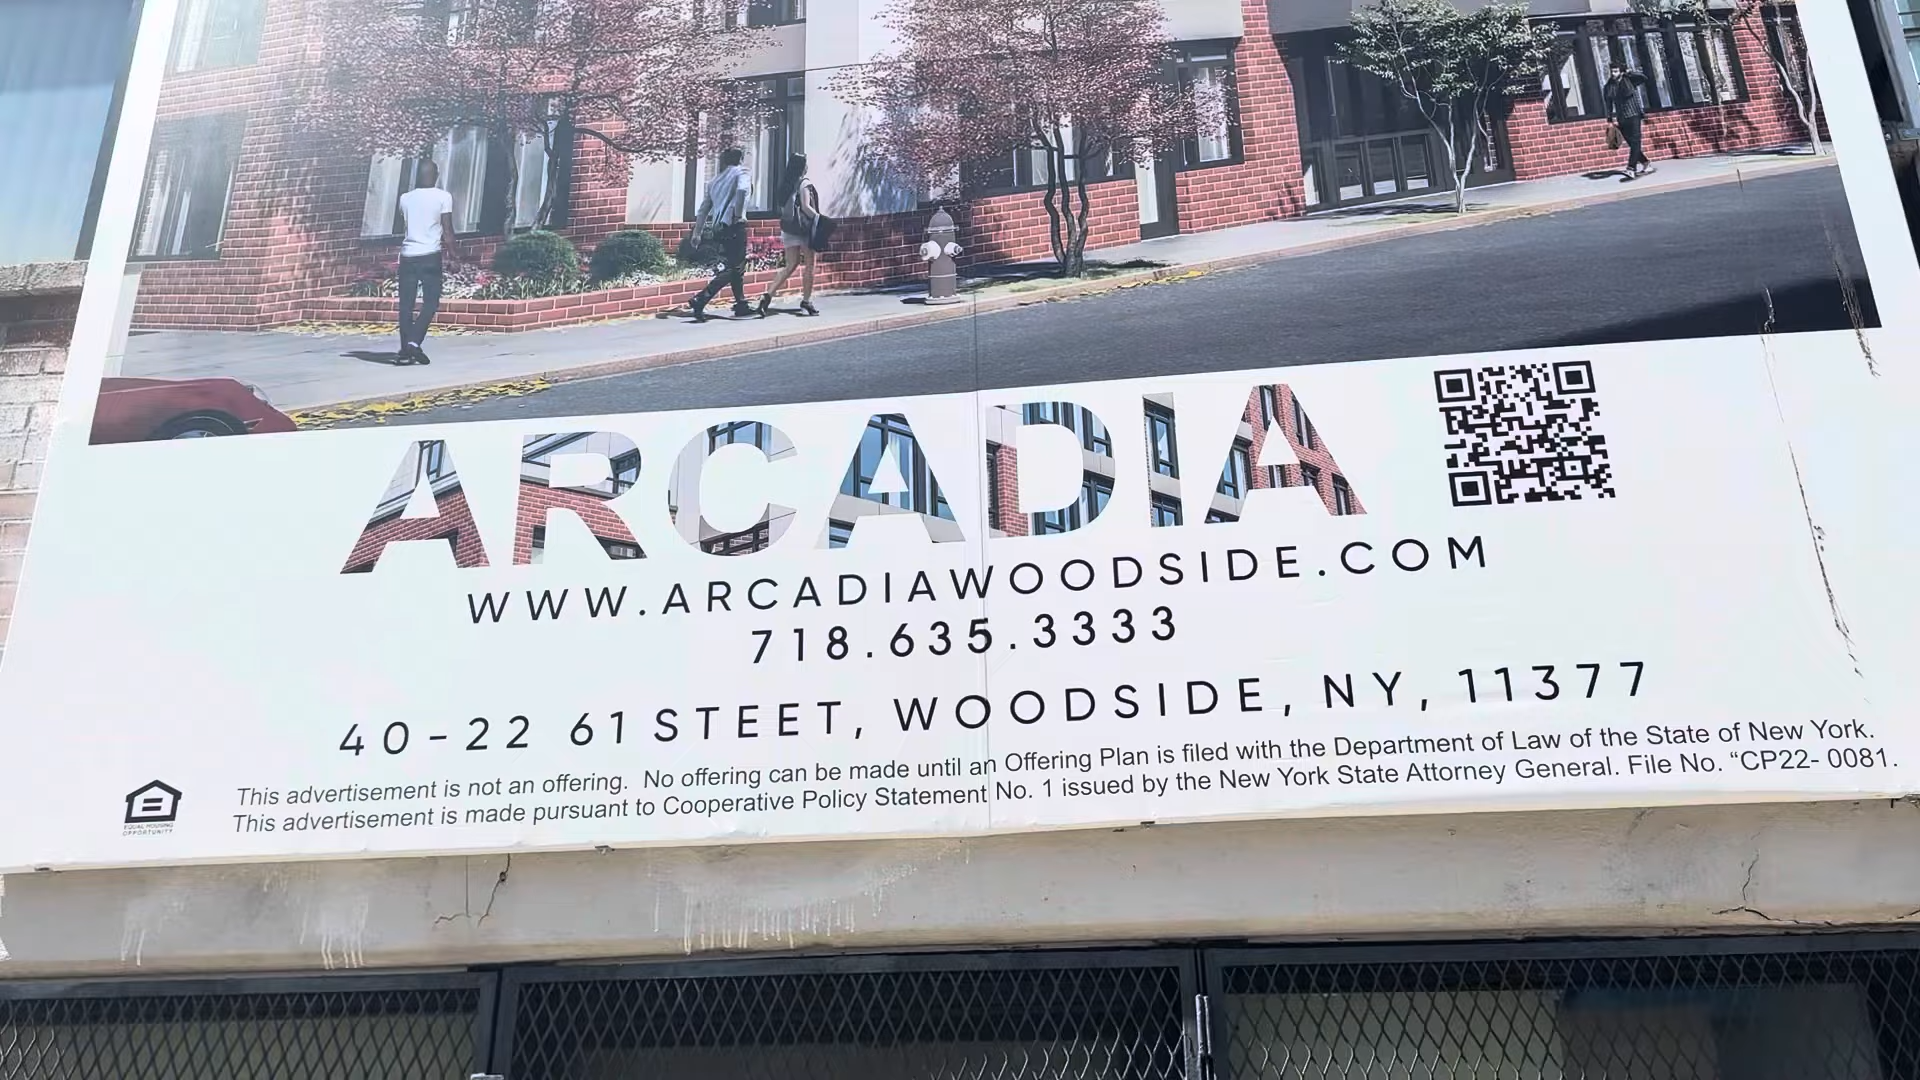 ARCADIA
WWW.ARCADIAWOODSIDE.COM
718.635.3333
40-22 61 STEET, WOODSIDE, NY, 11377
This advertisement is not an offering.  No offering can be made until an Offering Plan is filed with the Department of Law of the State of New York.
This advertisement is made pursuant to Cooperative Policy Statement No. 1 issued by the New York State Attorney General. File No. “CP22- 0081.
EQUAL HOUSING
OPPORTUNITY